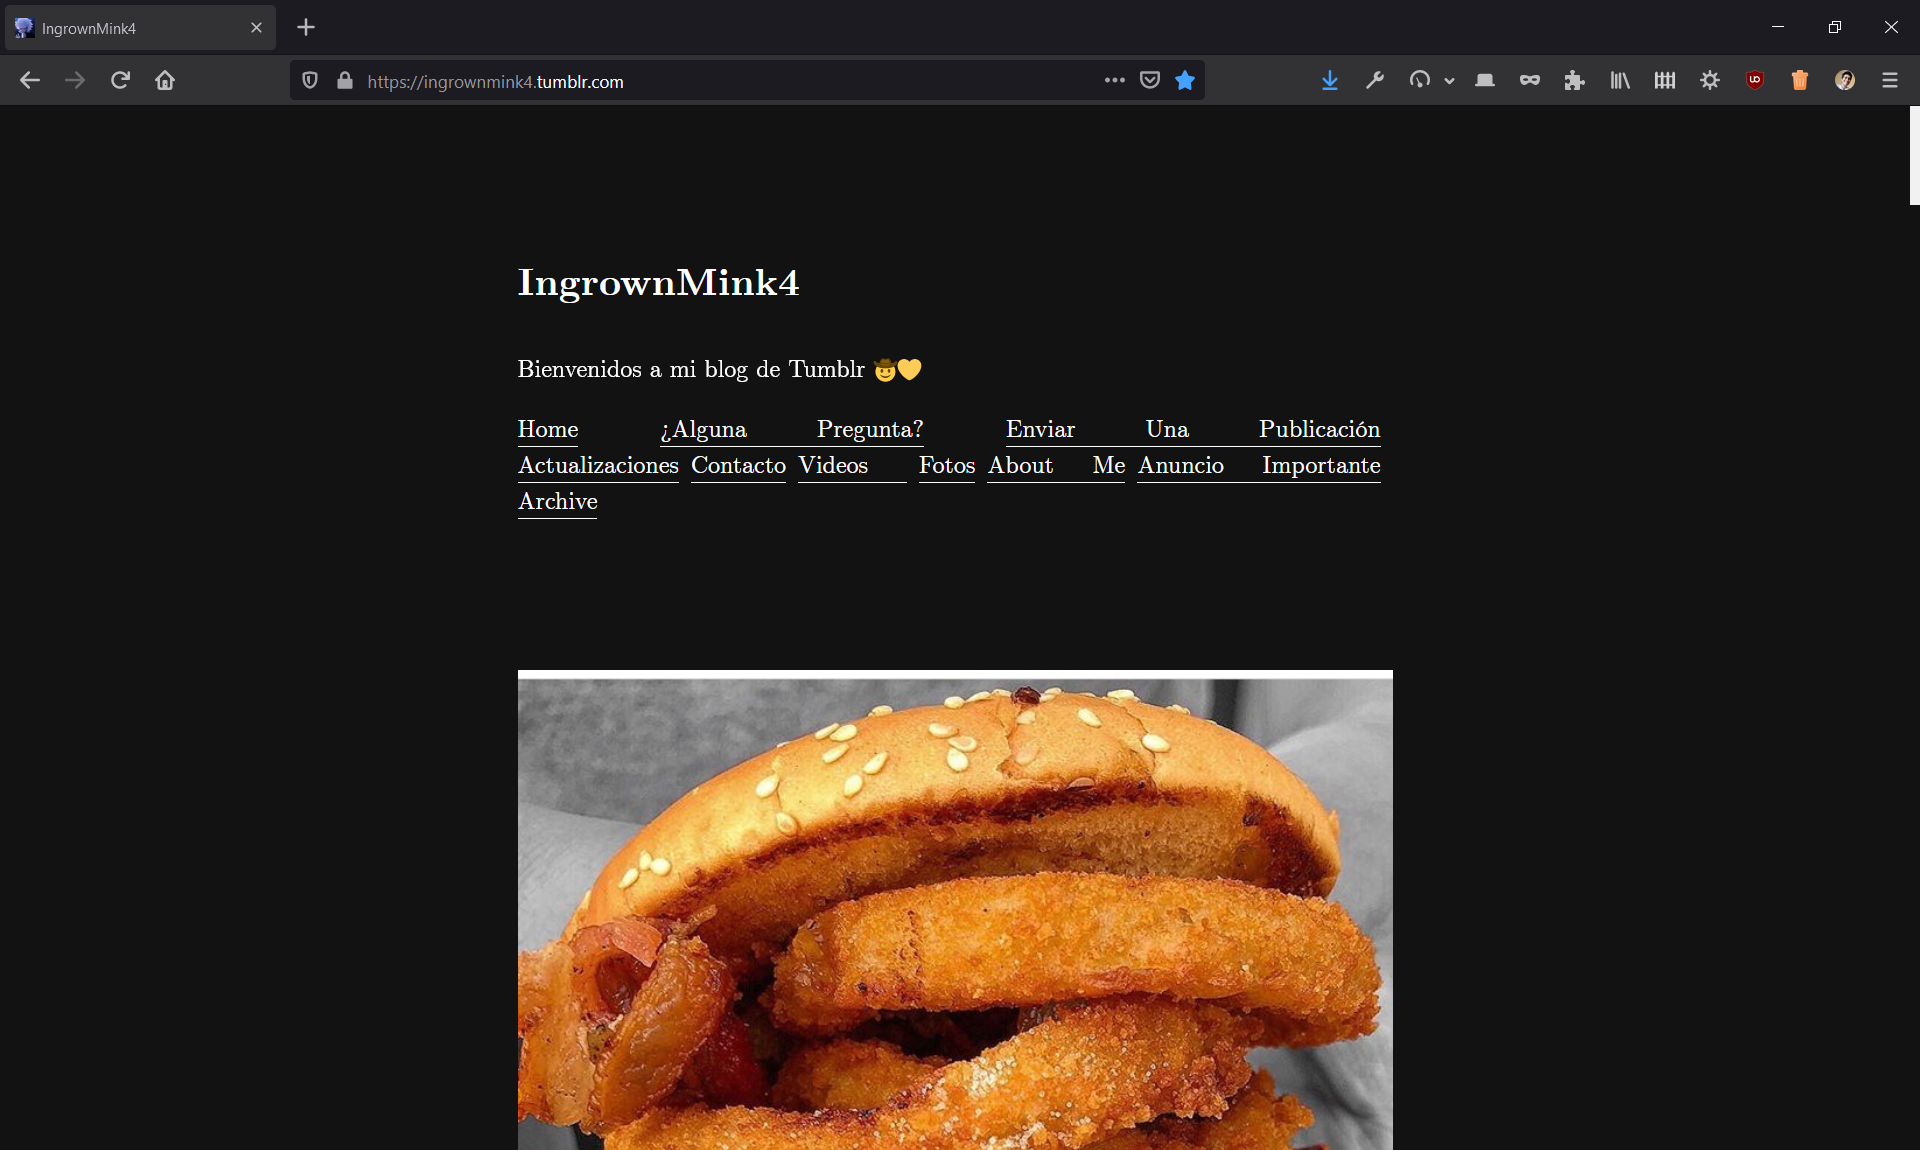 IngrownMink4
https://ingrownmink4.tumblr.com
IngrownMink4
Bienvenidos a mi blog de Tumblr 🤠💛
Home ¿Alguna Pregunta? Enviar Una Publicación
Actualizaciones Contacto Videos Fotos About Me Anuncio Importante
Archive